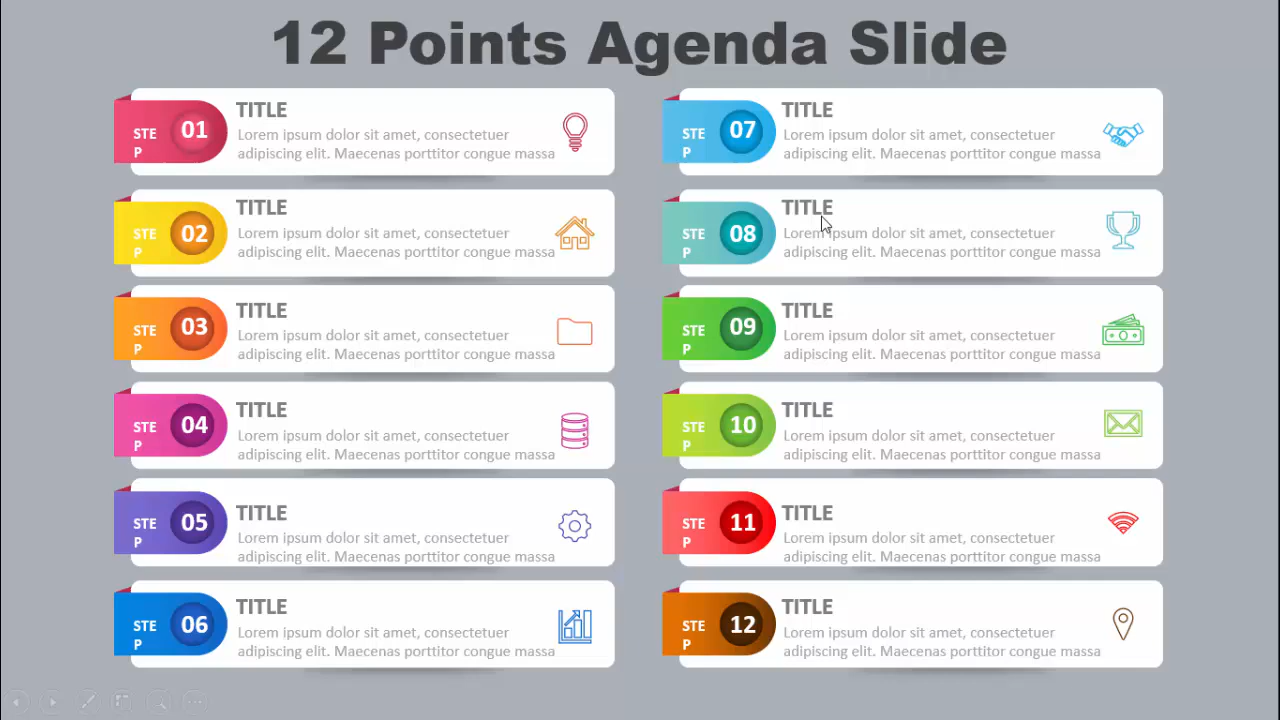 12 Points Agenda Slide
STE
P
01
TITLE
Lorem ipsum dolor sit amet, consectetuer
adipiscing elit. Maecenas porttitor congue massa
STE
P
02
TITLE
Lorem ipsum dolor sit amet, consectetuer
adipiscing elit. Maecenas porttitor congue massa
STE
P
03
TITLE
Lorem ipsum dolor sit amet, consectetuer
adipiscing elit. Maecenas porttitor congue massa
STE
P
04
TITLE
Lorem ipsum dolor sit amet, consectetuer
adipiscing elit. Maecenas porttitor congue massa
STE
P
05
TITLE
Lorem ipsum dolor sit amet, consectetuer
adipiscing elit. Maecenas porttitor congue massa
STE
P
06
TITLE
Lorem ipsum dolor sit amet, consectetuer
adipiscing elit. Maecenas porttitor congue massa
STE
P
07
TITLE
Lorem ipsum dolor sit amet, consectetuer
adipiscing elit. Maecenas porttitor congue massa
STE
P
08
TITLE
Lorem ipsum dolor sit amet, consectetuer
adipiscing elit. Maecenas porttitor congue massa
STE
P
09
TITLE
Lorem ipsum dolor sit amet, consectetuer
adipiscing elit. Maecenas porttitor congue massa
STE
P
10
TITLE
Lorem ipsum dolor sit amet, consectetuer
adipiscing elit. Maecenas porttitor congue massa
STE
P
11
TITLE
Lorem ipsum dolor sit amet, consectetuer
adipiscing elit. Maecenas porttitor congue massa
STE
P
12
TITLE
Lorem ipsum dolor sit amet, consectetuer
adipiscing elit. Maecenas porttitor congue massa